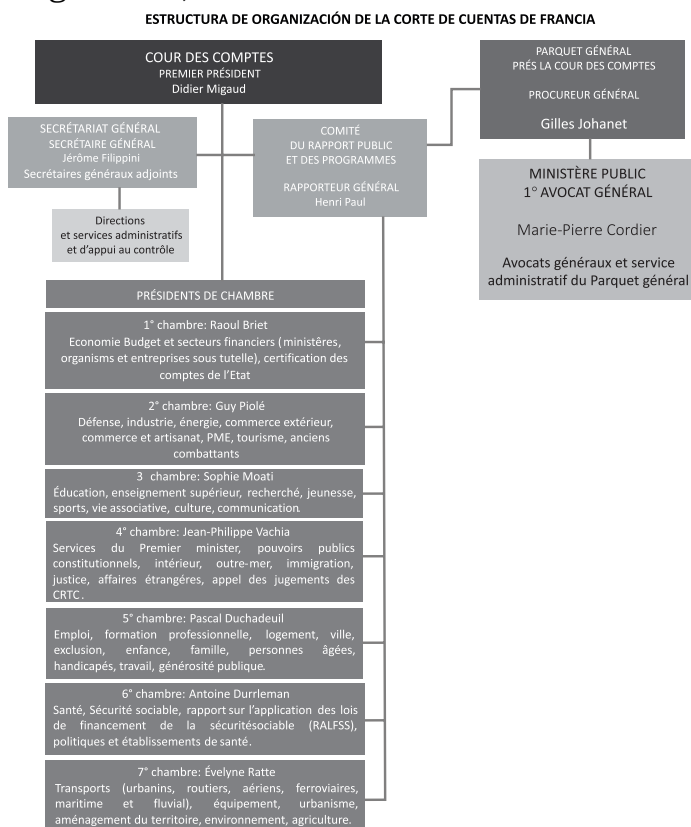 ESTRUCTURA DE ORGANIZACIÓN DE LA CORTE DE CUENTAS DE FRANCIA
COUR DES COMPTES
PREMIER PRÉSIDENT
Didier Migaud
PARQUET GÉNÉRAL
PRÉS LA COUR DES COMPTES
PROCUREUR GÉNÉRAL
Gilles Johanet
SECRÉTARIAT GÉNÉRAL
SECRÉTAIRE GÉNÉRAL
Jérôme Filippini
Secrétaires généraux adjoints
COMITÉ
DU RAPPORT PUBLIC
ET DES PROGRAMMES
RAPPORTEUR GÉNÉRAL
Henri Paul
MINISTÈRE PUBLIC
1° AVOCAT GÉNÉRAL
Marie-Pierre Cordier
Avocats généraux et service
administratif du Parquet général
Directions
et services administratifs
et d’appui au contrôle
PRÉSIDENTS DE CHAMBRE
1° chambre: Raoul Briet
Economie Budget et secteurs financiers (ministêres,
organisms et entreprises sous tutelle), certification des
comptes de l’Etat
2° chambre: Guy Piolé
Défense, industrie, énergie, commerce extérieur,
commerce et artisanat, PME, tourisme, anciens
combattants
3 chambre: Sophie Moati
Éducation, enseignement supérieur, recherché, jeunesse,
sports, vie associative, culture, communication.
4° chambre: Jean-Philippe Vachia
Services du Premier minister, pouvoirs publics
constitutionnels, intérieur, outre-mer, immigration,
justice, affaires étrangéres, appel des jugements des
CRTC.
5° chambre: Pascal Duchadeuil
Emploi, formation professionnelle, logement, ville,
exclusion, enfance, famille, personnes âgées,
handicapés, travail, générosité publique.
6° chambre: Antoine Durrleman
Santé, Sécurité sociable, rapport sur l’application des lois
de financement de la sécuritésociable (RALFSS),
politiques et établissements de santé.
7° chambre: Évelyne Ratte
Transports (urbanins, routiers, aériens, ferroviaires,
maritime et fluvial), équipement, urbanisme,
aménagement du territoire, environnement, agriculture.